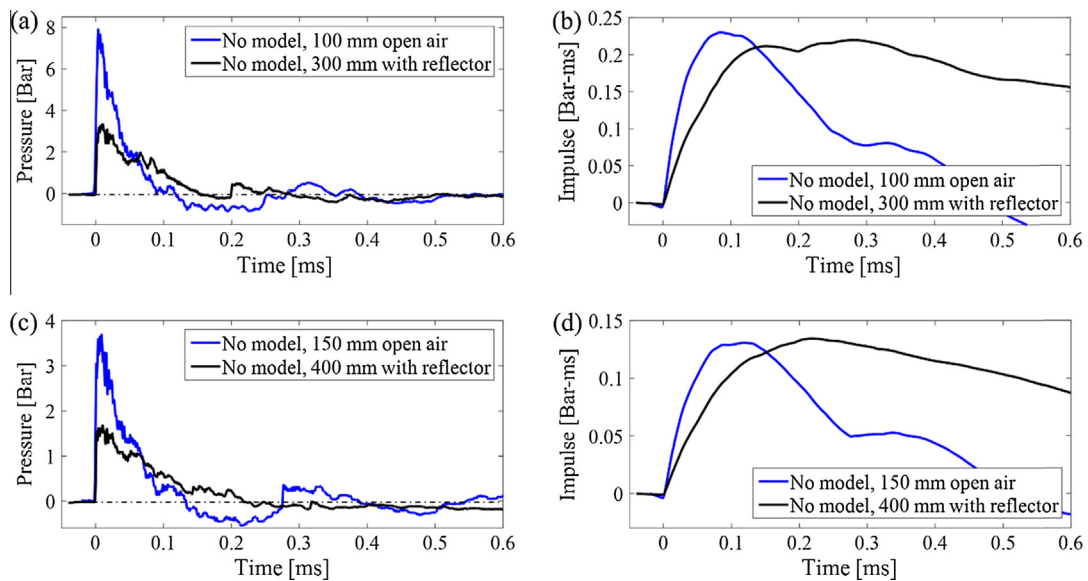 (a)
8
6
4
2
0
Pressure [Bar]
No model, 100 mm open air
No model, 300 mm with reflector
0 0.1 0.2 0.3 0.4 0.5 0.6
Time [ms]
(b)
0.25
0.2
0.15
0.1
0.05
0
Impulse [Bar-ms]
No model, 100 mm open air
No model, 300 mm with reflector
0 0.1 0.2 0.3 0.4 0.5 0.6
Time [ms]
(c)
4
3
2
1
0
Pressure [Bar]
No model, 150 mm open air
No model, 400 mm with reflector
0 0.1 0.2 0.3 0.4 0.5 0.6
Time [ms]
(d)
0.15
0.1
0.05
0
Impulse [Bar-ms]
No model, 150 mm open air
No model, 400 mm with reflector
0 0.1 0.2 0.3 0.4 0.5 0.6
Time [ms]